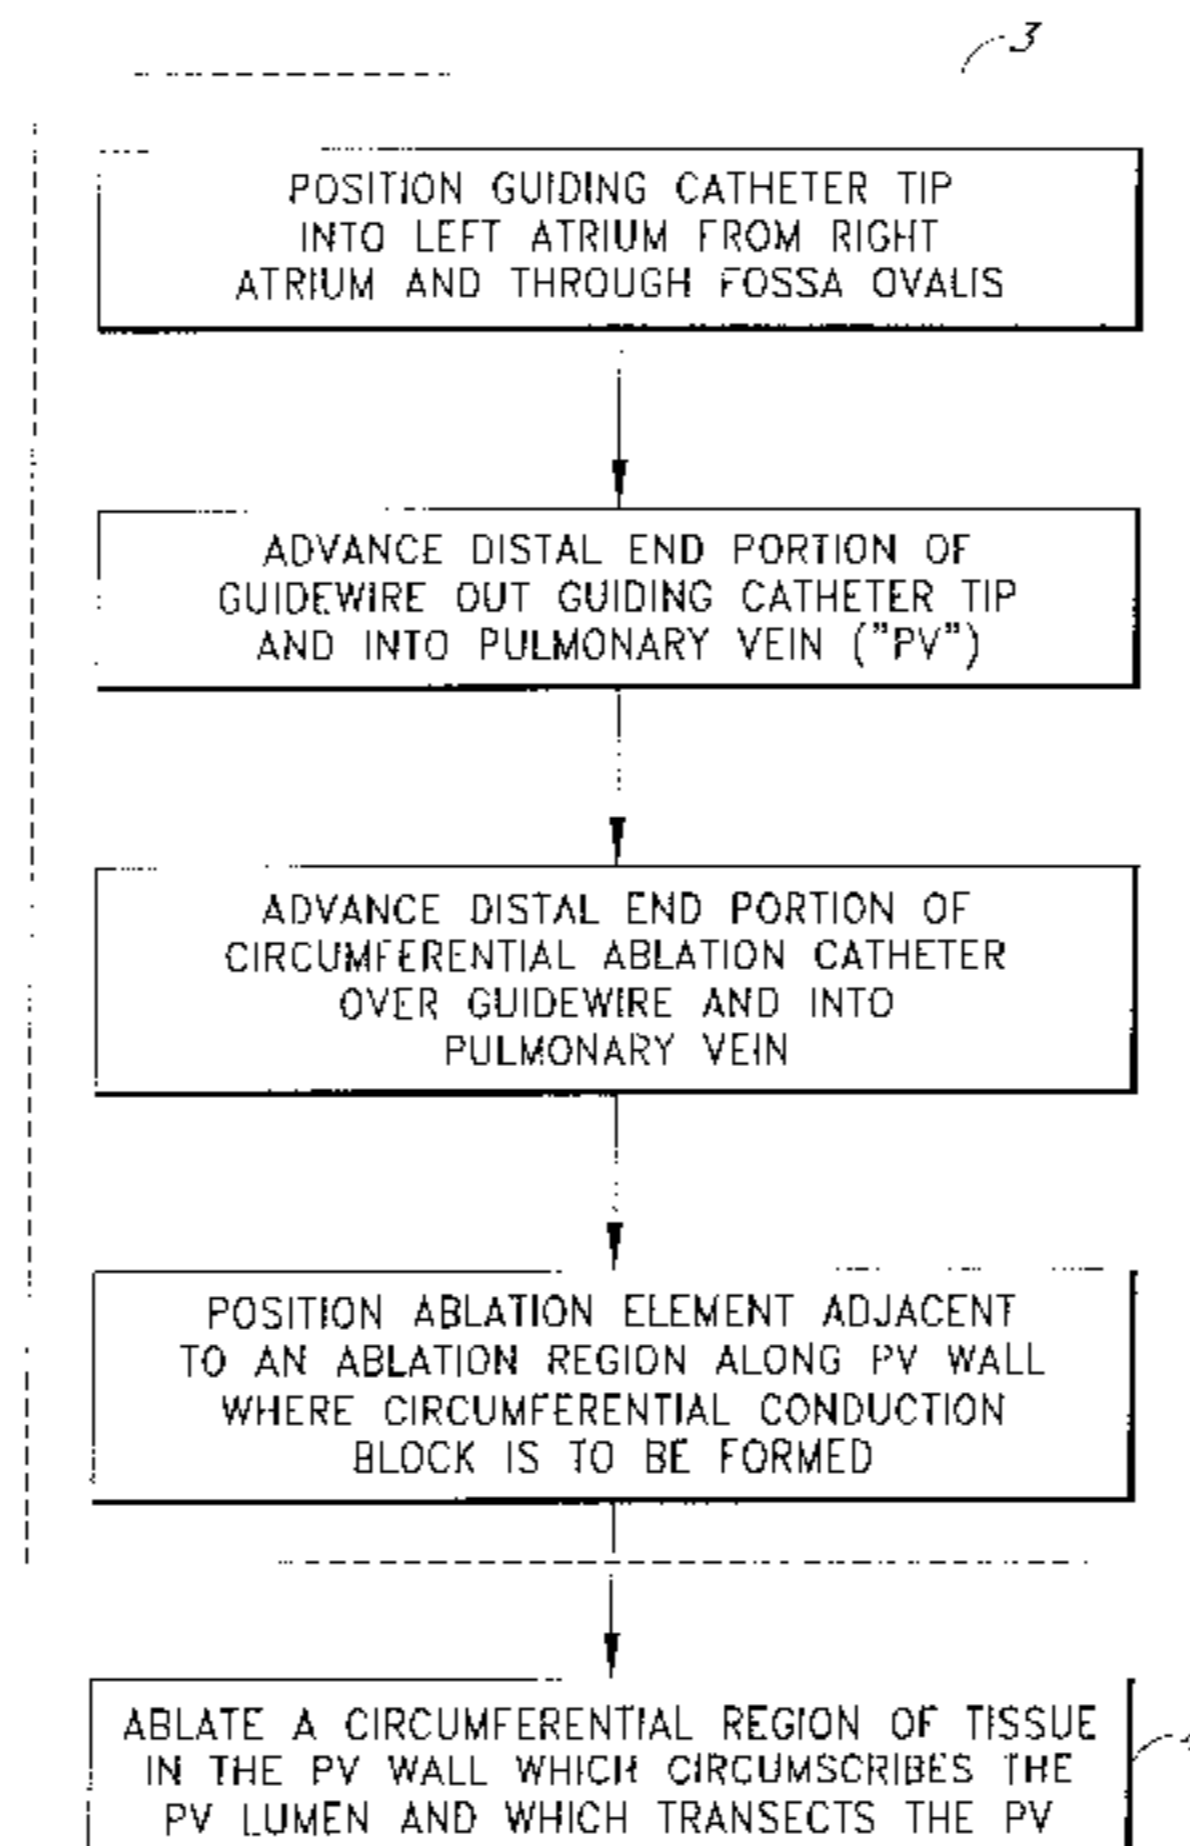 3
POSITION GUIDING CATHETER TIP
INTO LEFT ATRIUM FROM RIGHT
ATRIUM AND THROUGH FOSSA OVALIS
ADVANCE DISTAL END PORTION OF
GUIDEWIRE OUT GUIDING CATHETER TIP
AND INTO PULMONARY VEIN ("PV")
ADVANCE DISTAL END PORTION OF
CIRCUMFERENTIAL ABLATION CATHETER
OVER GUIDEWIRE AND INTO
PULMONARY VEIN
POSITION ABLATION ELEMENT ADJACENT
TO AN ABLATION REGION ALONG PV WALL
WHERE CIRCUMFERENTIAL CONDUCTION
BLOCK IS TO BE FORMED
ABLATE A CIRCUMFERENTIAL REGION OF TISSUE
IN THE PV WALL WHICH CIRCUMSCRIBES THE
PV LUMEN AND WHICH TRANSECTS THE PV